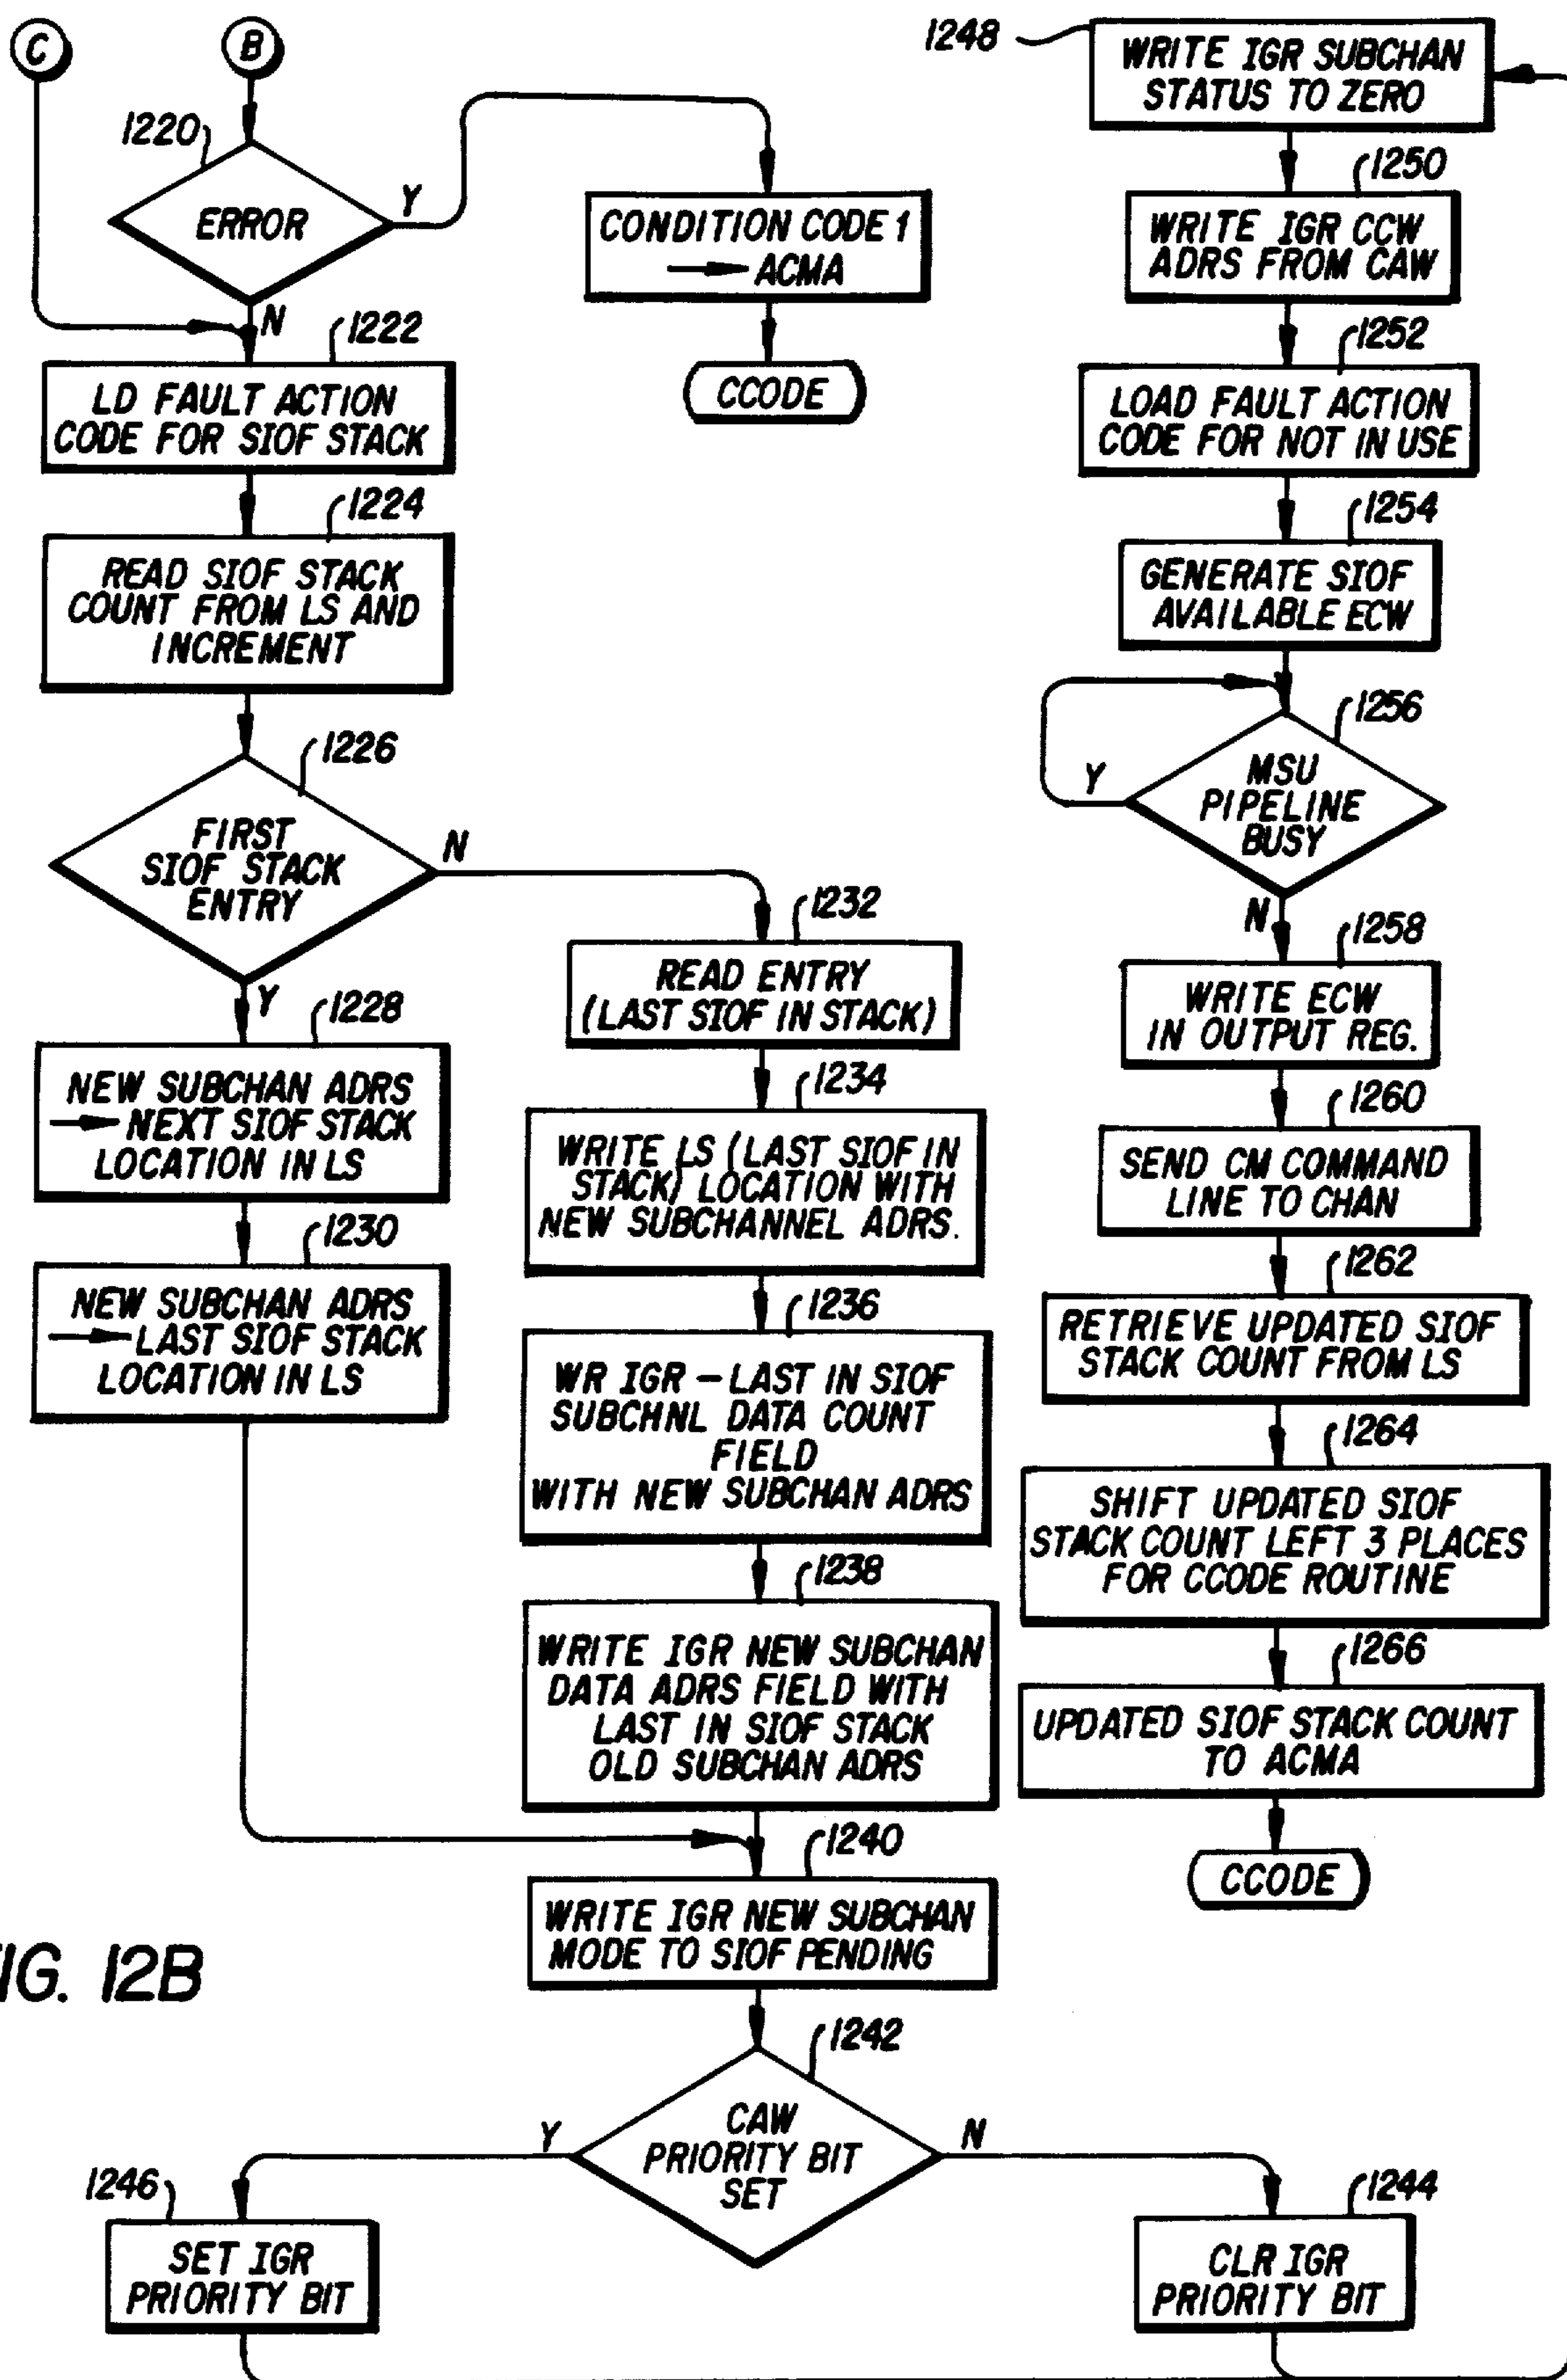 C
B
1220
ERROR
Y
N
CONDITION CODE 1
→ ACMA
CCODE
1222
LD FAULT ACTION
CODE FOR SIOF STACK
1224
READ SIOF STACK
COUNT FROM LS AND
INCREMENT
1226
FIRST
SIOF STACK
ENTRY
N
Y
1228
NEW SUBCHAN ADRS
→ NEXT SIOF STACK
LOCATION IN LS
1230
NEW SUBCHAN ADRS
→ LAST SIOF STACK
LOCATION IN LS
1232
READ ENTRY
(LAST SIOF IN STACK)
1234
WRITE LS (LAST SIOF IN
STACK) LOCATION WITH
NEW SUBCHANNEL ADRS.
1236
WR IGR - LAST IN SIOF
SUBCHNL DATA COUNT
FIELD
WITH NEW SUBCHAN ADRS
1238
WRITE IGR NEW SUBCHAN
DATA ADRS FIELD WITH
LAST IN SIOF STACK
OLD SUBCHAN ADRS
1240
WRITE IGR NEW SUBCHAN
MODE TO SIOF PENDING
1242
CAW
PRIORITY BIT
SET
Y
N
1246
SET IGR
PRIORITY BIT
1244
CLR IGR
PRIORITY BIT
1248
WRITE IGR SUBCHAN
STATUS TO ZERO
1250
WRITE IGR CCW
ADRS FROM CAW
1252
LOAD FAULT ACTION
CODE FOR NOT IN USE
1254
GENERATE SIOF
AVAILABLE ECW
1256
MSU
PIPELINE
BUSY
Y
N
1258
WRITE ECW
IN OUTPUT REG.
1260
SEND CM COMMAND
LINE TO CHAN
1262
RETRIEVE UPDATED SIOF
STACK COUNT FROM LS
1264
SHIFT UPDATED SIOF
STACK COUNT LEFT 3 PLACES
FOR CCODE ROUTINE
1266
UPDATED SIOF STACK COUNT
TO ACMA
CCODE
IG. 12B